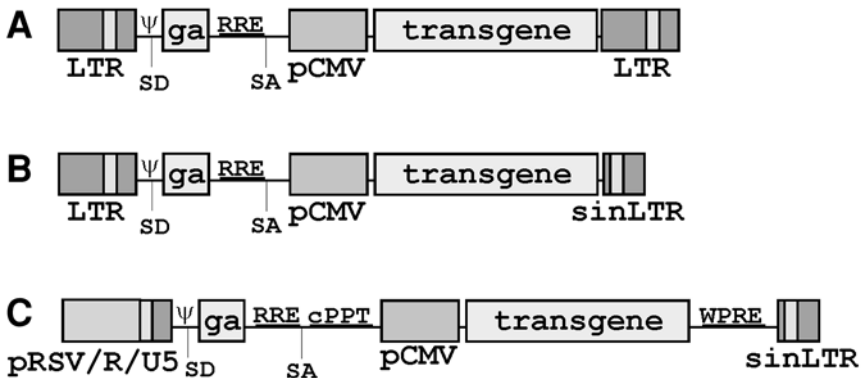 A
ψ
ga
RRE
transgene
LTR
SD
SA
pCMV
LTR
B
ψ
ga
RRE
transgene
LTR
SD
SA
pCMV
sinLTR
C
ψ
ga
RRE cPPT
transgene
WPRE
pRSV/R/U5
SD
SA
pCMV
sinLTR